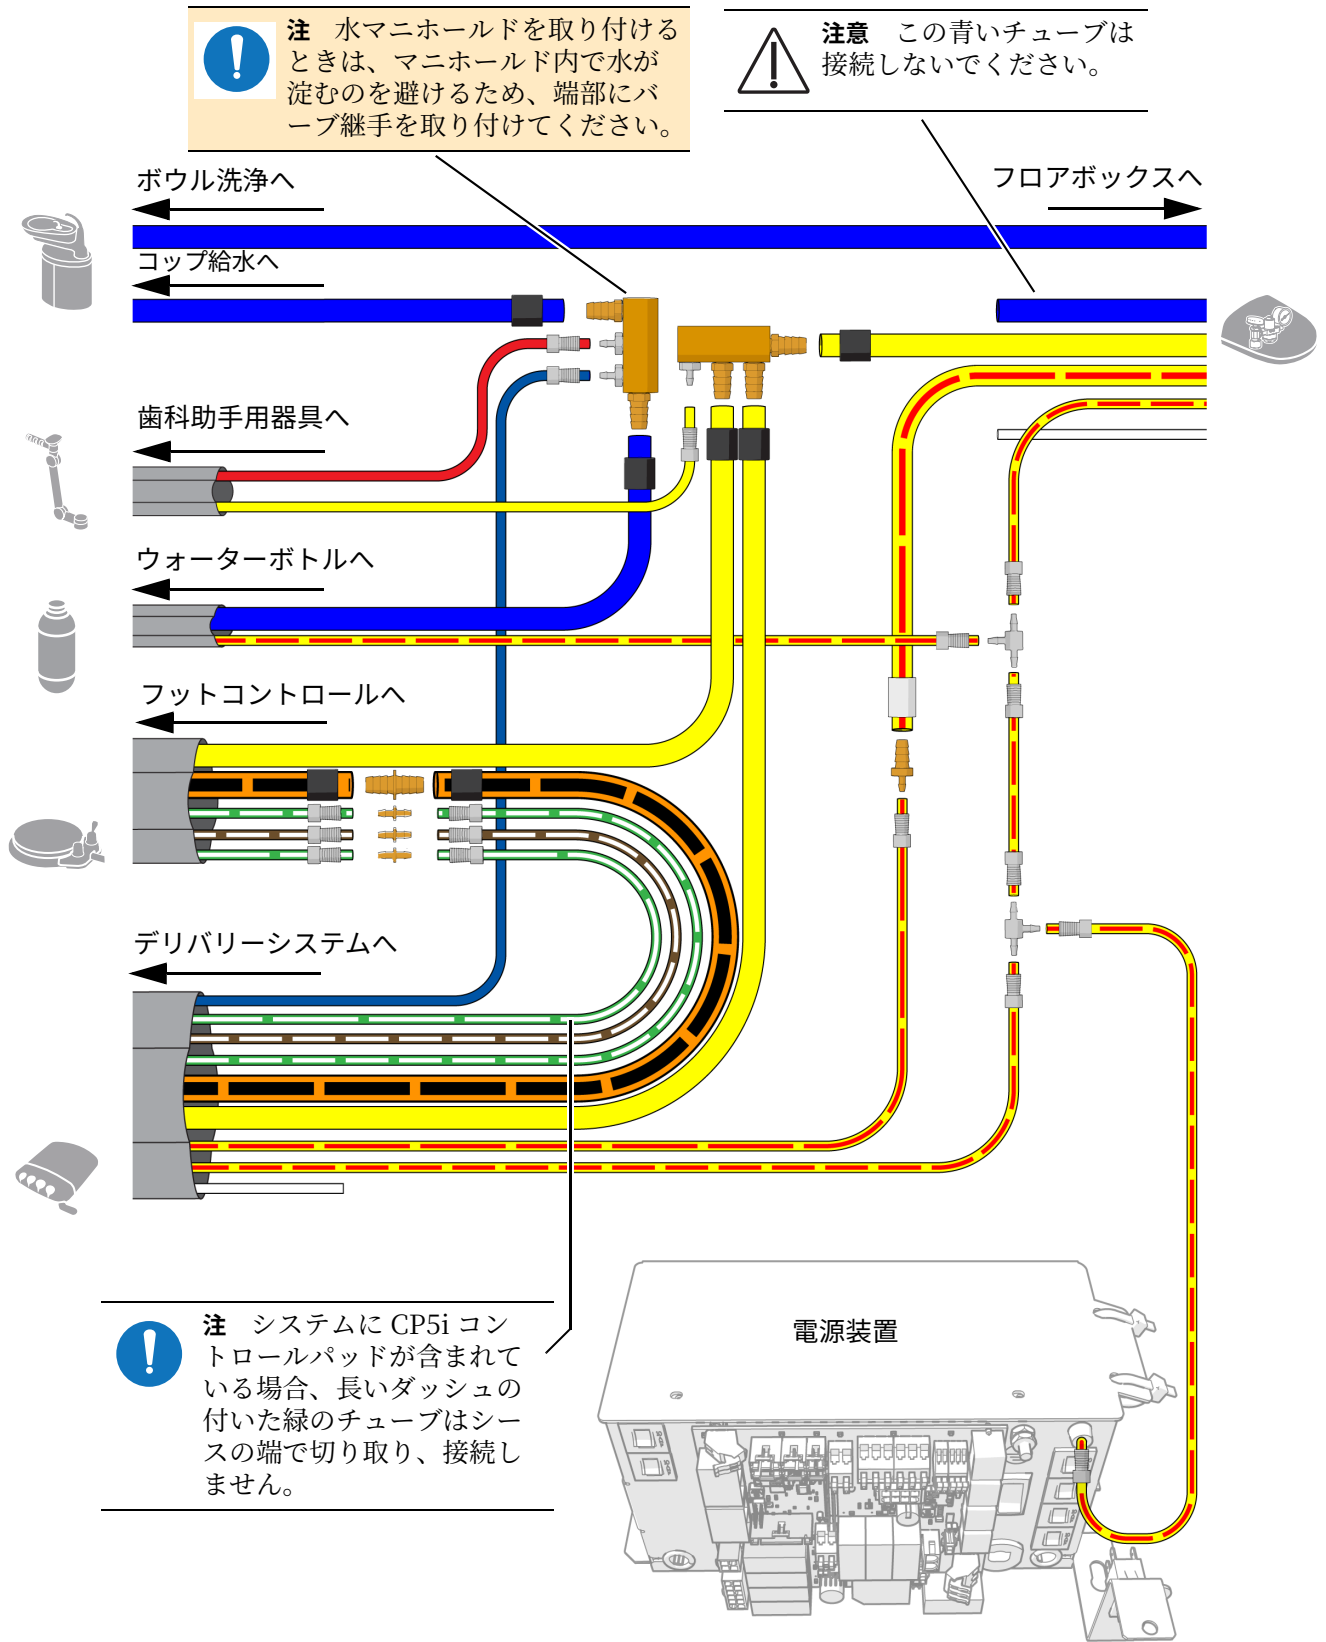 注　水マニホールドを取り付ける
ときは、マニホールド内で水が
淀むのを避けるため、端部にバ
ーブ継手を取り付けてください。
注意　この青いチューブは
接続しないでください。
ボウル洗浄へ
フロアボックスへ
コップ給水へ
歯科助手用器具へ
ウォーターボトルへ
フットコントロールへ
デリバリーシステムへ
注　システムに CP5i コン
トロールパッドが含まれて
いる場合、長いダッシュの
付いた緑のチューブはシー
スの端で切り取り、接続し
ません。
電源装置